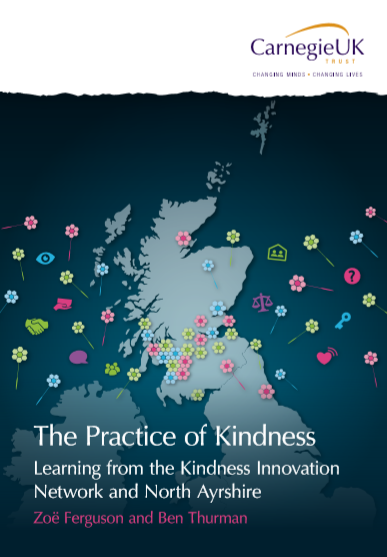 CarnegieUK
TRUST
CHANGING MINDS • CHANGING LIVES
The Practice of Kindness
Learning from the Kindness Innovation
Network and North Ayrshire
Zoë Ferguson and Ben Thurman